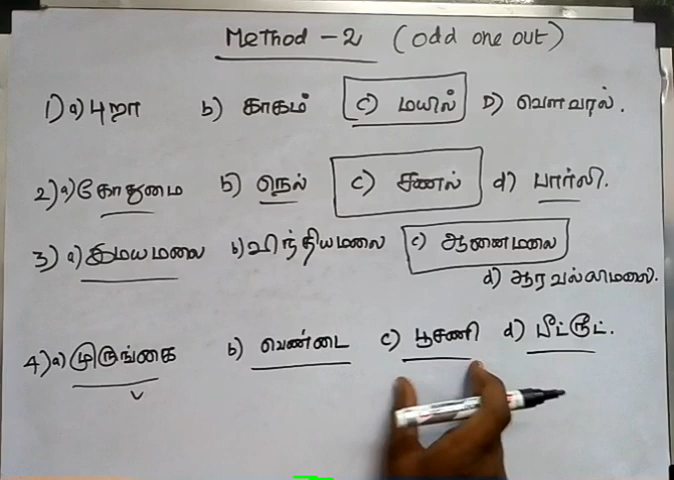 Method - 2 (odd one out)
1) a) புறா b) காகம் c) மயில் D) வௌவால்.
2) a) கோதுமை b) நெல் c) சணல் d) பார்லி.
3) a) இமயமலை b) விந்தியமலை c) ஆனைமலை
d) ஆரவல்லிமலை.
4) a) முருங்கை b) வெண்டை c) பூசணி d) பீட்ரூட்.